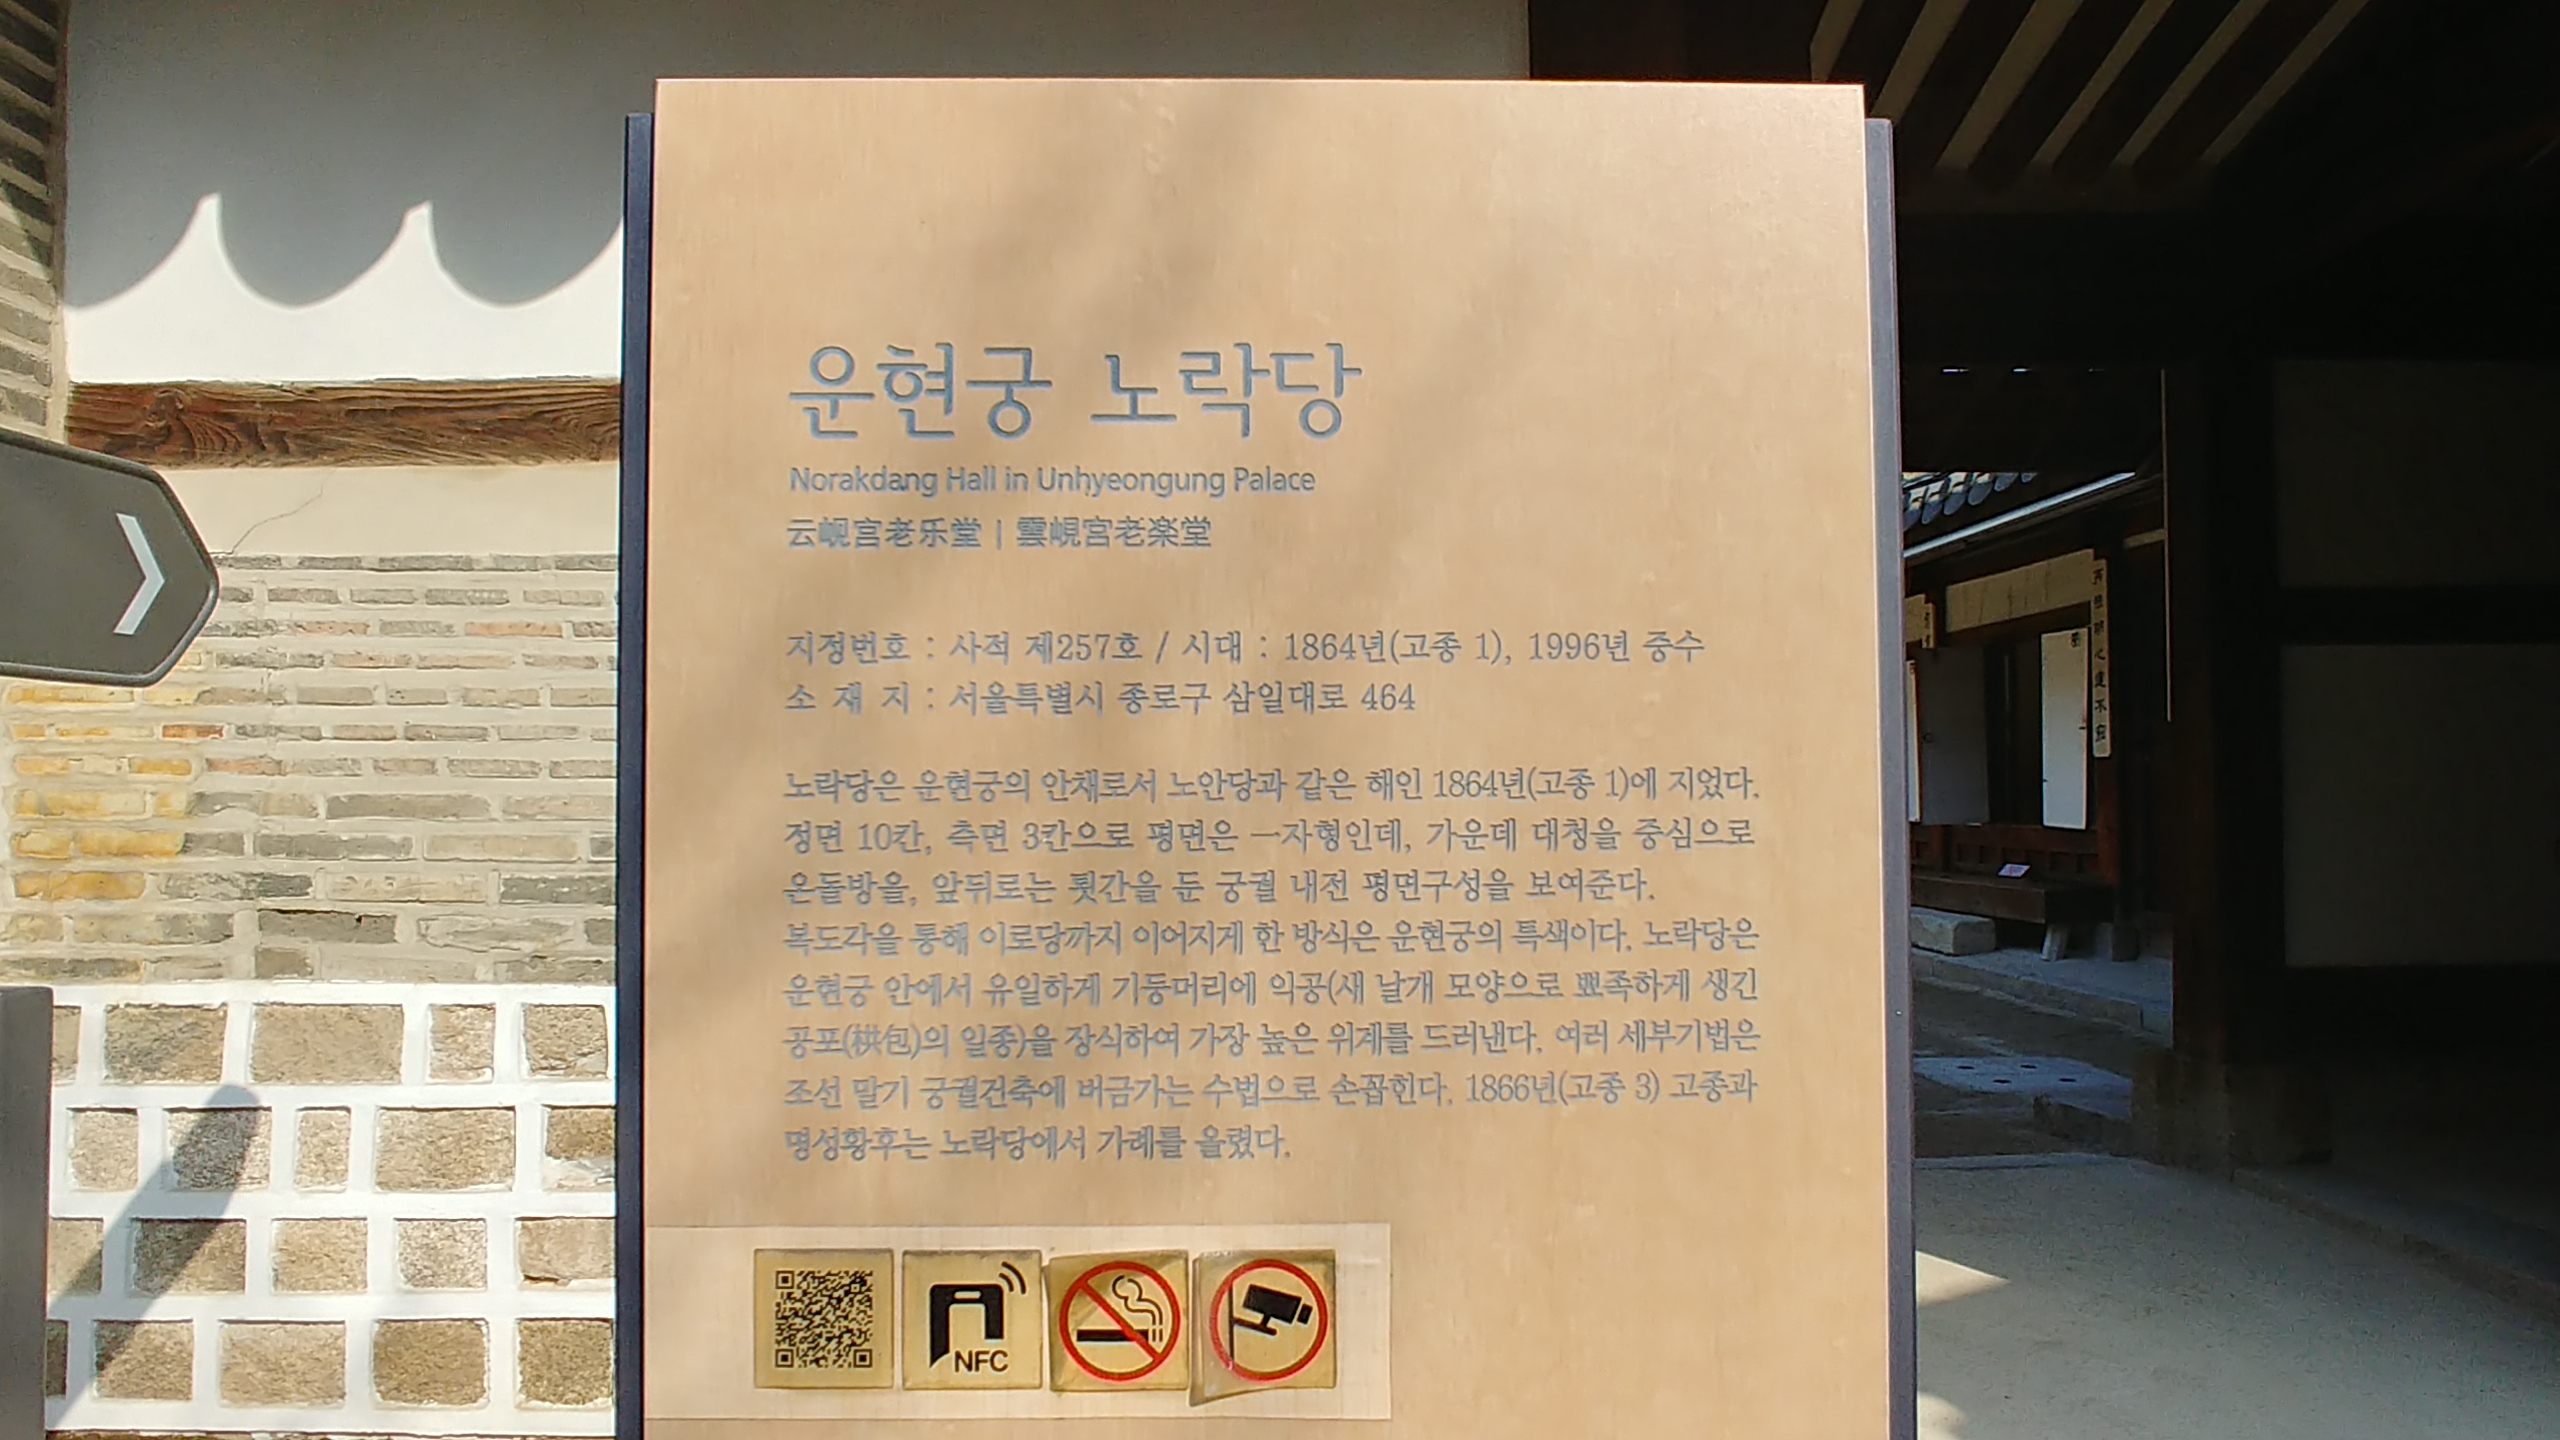 운현궁 노락당
Norakdang Hall in Unhyeongung Palace
云岘宫老乐堂 | 雲峴宮老楽堂
지정번호 : 사적 제257호 / 시대 : 1864년(고종 1), 1996년 중수
소 재 지 : 서울특별시 종로구 삼일대로 464
노락당은 운현궁의 안채로서 노안당과 같은 해인 1864년(고종 1)에 지었다.
정면 10칸, 측면 3칸으로 평면은 一자형인데, 가운데 대청을 중심으로
온돌방을, 앞뒤로는 툇간을 둔 궁궐 내전 평면구성을 보여준다.
복도각을 통해 이로당까지 이어지게 한 방식은 운현궁의 특색이다. 노락당은
운현궁 안에서 유일하게 기둥머리에 익공(새 날개 모양으로 뾰족하게 생긴
공포(栱包)의 일종)을 장식하여 가장 높은 위계를 드러낸다. 여러 세부기법은
조선 말기 궁궐건축에 버금가는 수법으로 손꼽힌다. 1866년(고종 3) 고종과
명성황후는 노락당에서 가례를 올렸다.
NFC